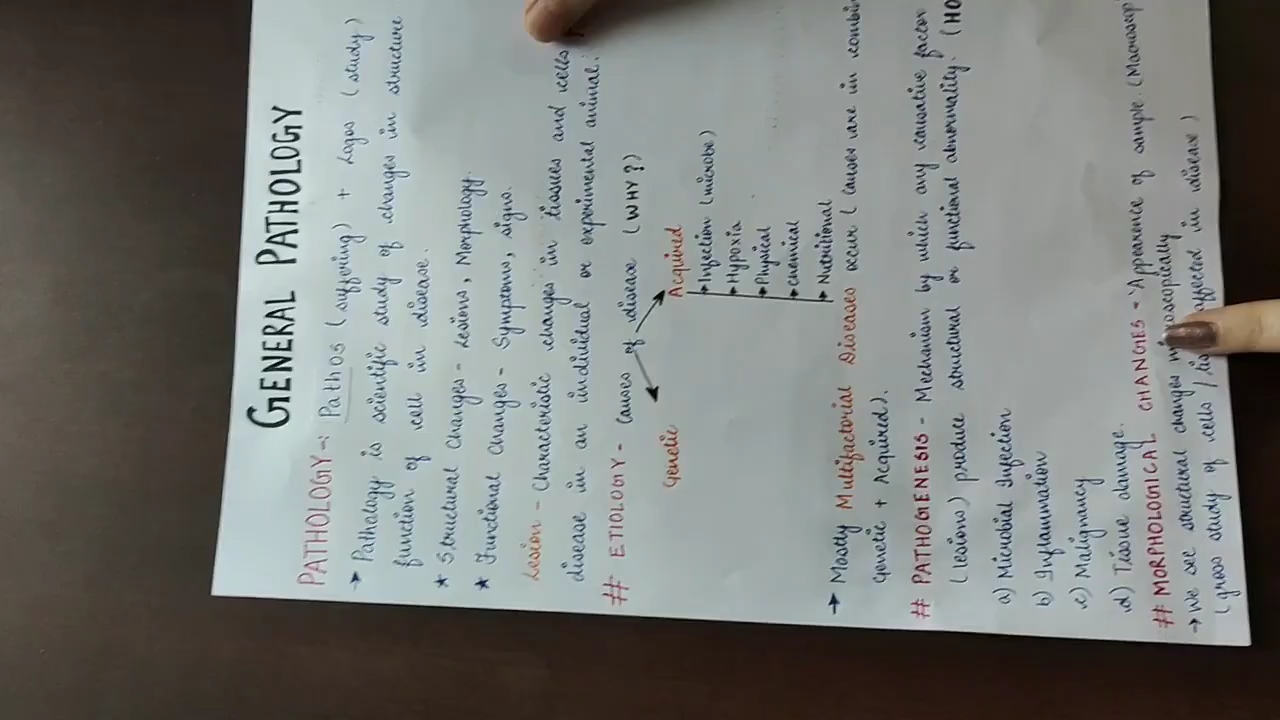 GENERAL PATHOLOGY
PATHOLOGY→ Pathos (suffering) + Logos (study)
→ Pathology is scientific study of changes in structure
function of cell in disease.
★ Structural Changes - Lesions, Morphology.
★ Functional Changes - Symptoms, signs.
Lesion - Characteristic changes in tissues and cells
disease in an individual or experimental animal.
# ETIOLOGY - Causes of disease (WHY?)
Genetic Acquired
→ Infection (microbe)
→ Hypoxia
→ Physical
→ chemical
→ Nutritional
→ Mostly Multifactorial Diseases occur (causes are in combi
Genetic + Acquired).
# PATHOGENESIS - Mechanism by which any causative factor
(lesions) produce structural or functional abnormality. (HO
a) Microbial Infection
b) Inflammation
c) Malignancy
d) Tissue damage.
# MORPHOLOGICAL CHANGES - 'Appearence of sample. (Macroscop
→ We see structural changes microscopically
(gross study of cells / affected in disease)